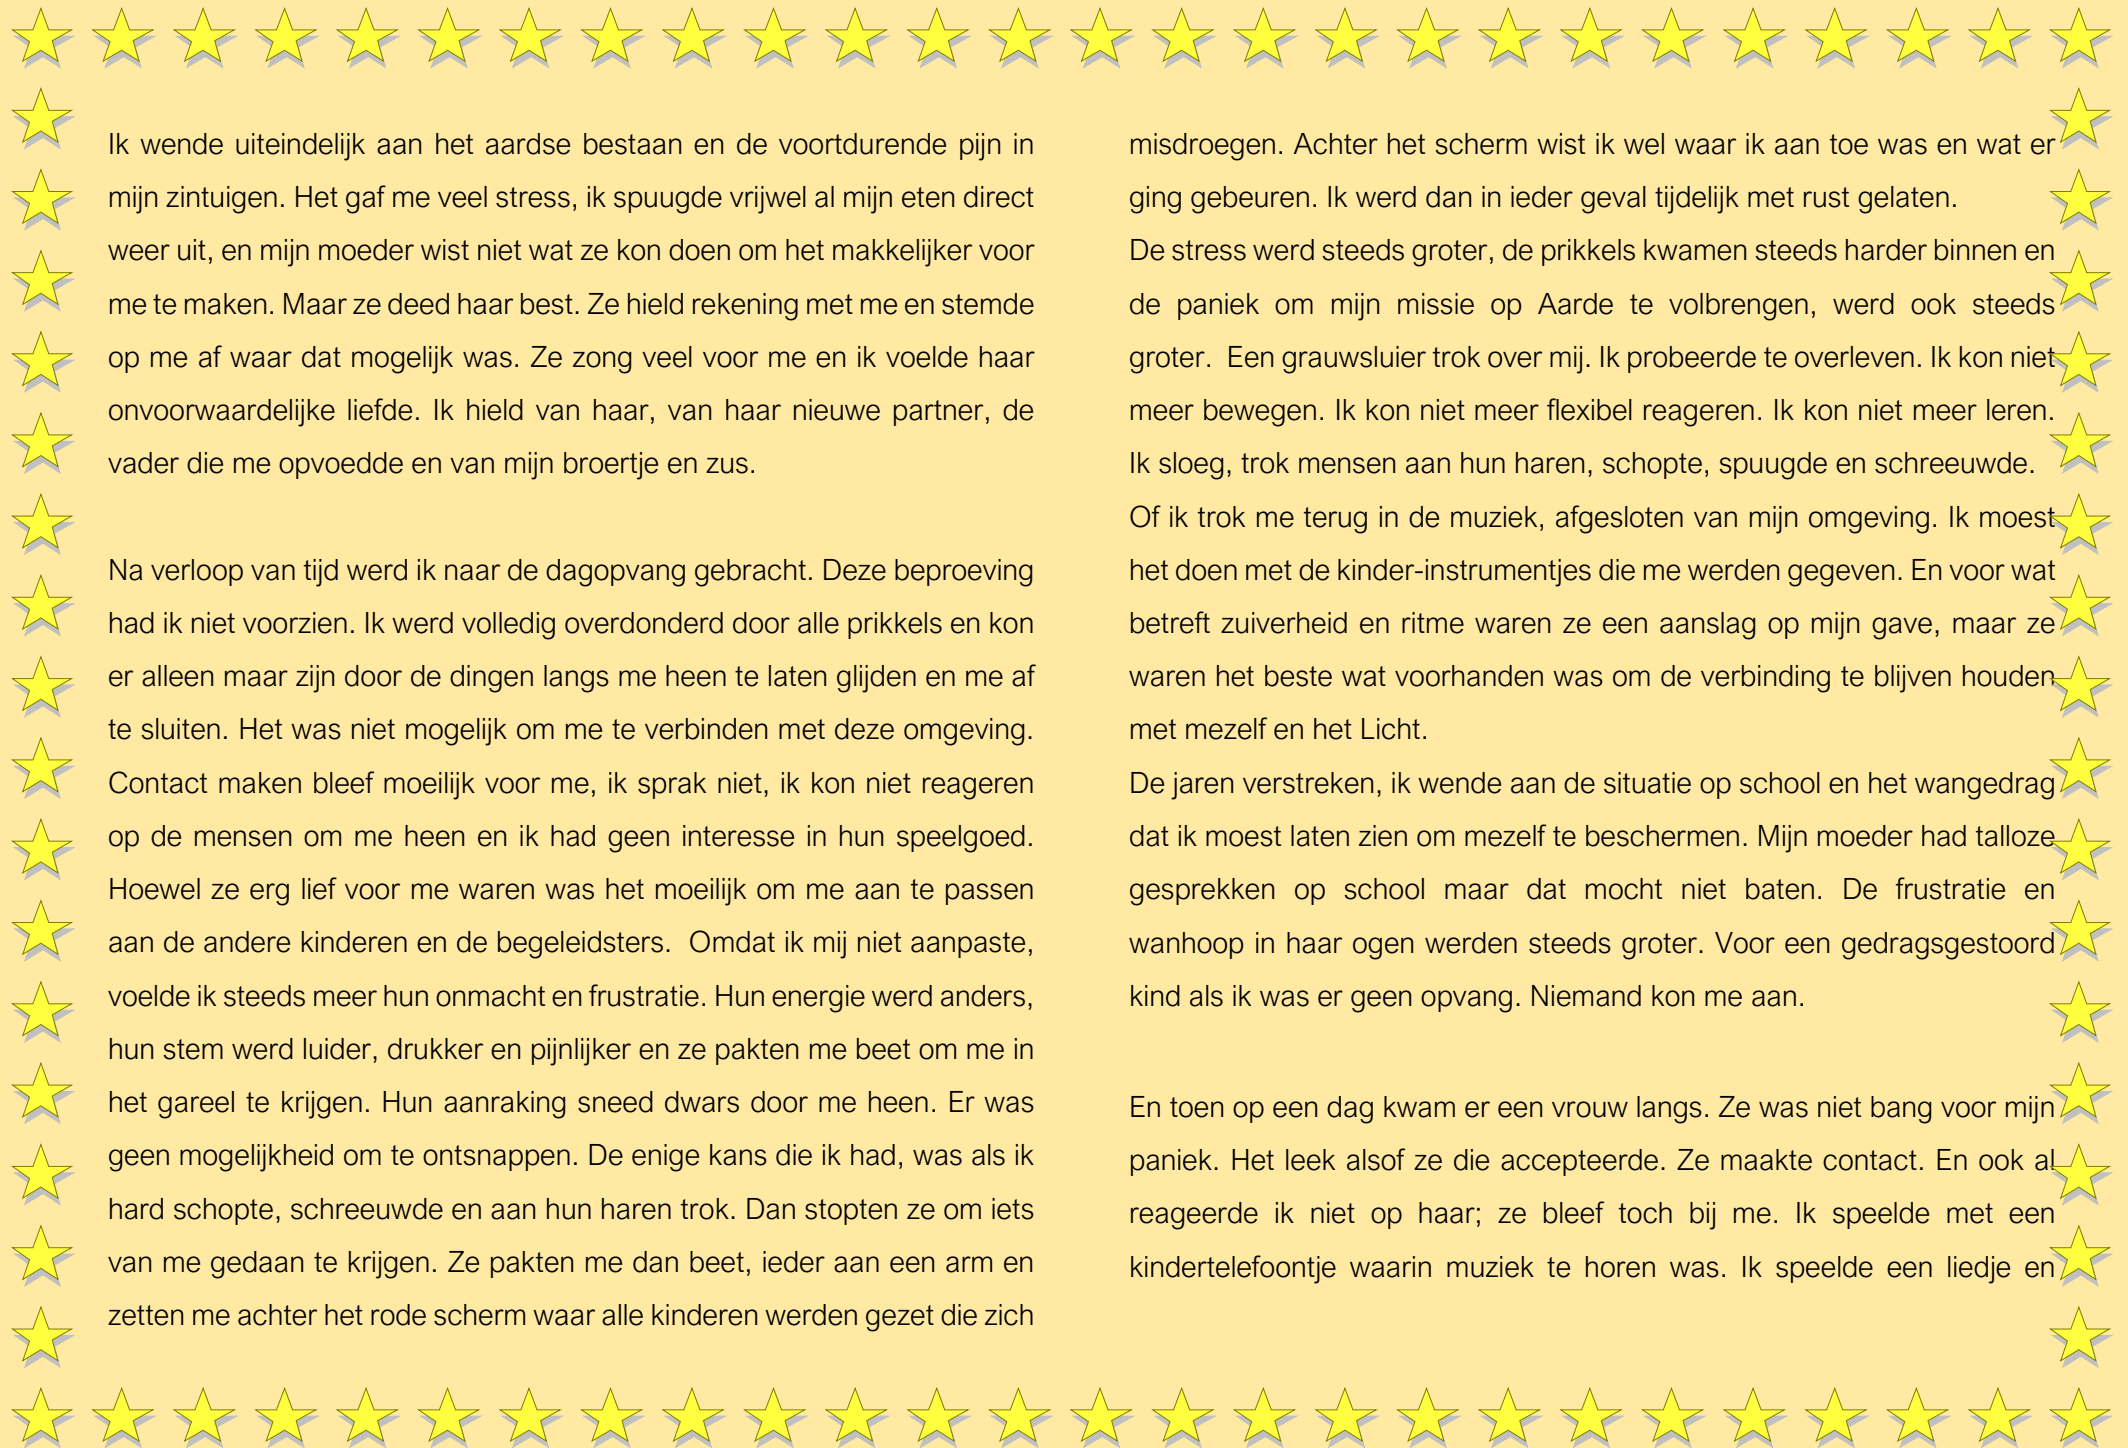 Ik wende uiteindelijk aan het aardse bestaan en de voortdurende pijn in
mijn zintuigen. Het gaf me veel stress, ik spuugde vrijwel al mijn eten direct
weer uit, en mijn moeder wist niet wat ze kon doen om het makkelijker voor
me te maken. Maar ze deed haar best. Ze hield rekening met me en stemde
op me af waar dat mogelijk was. Ze zong veel voor me en ik voelde haar
onvoorwaardelijke liefde. Ik hield van haar, van haar nieuwe partner, de
vader die me opvoedde en van mijn broertje en zus.
Na verloop van tijd werd ik naar de dagopvang gebracht. Deze beproeving
had ik niet voorzien. Ik werd volledig overdonderd door alle prikkels en kon
er alleen maar zijn door de dingen langs me heen te laten glijden en me af
te sluiten. Het was niet mogelijk om me te verbinden met deze omgeving.
Contact maken bleef moeilijk voor me, ik sprak niet, ik kon niet reageren
op de mensen om me heen en ik had geen interesse in hun speelgoed.
Hoewel ze erg lief voor me waren was het moeilijk om me aan te passen
aan de andere kinderen en de begeleidsters.  Omdat ik mij niet aanpaste,
voelde ik steeds meer hun onmacht en frustratie. Hun energie werd anders,
hun stem werd luider, drukker en pijnlijker en ze pakten me beet om me in
het gareel te krijgen. Hun aanraking sneed dwars door me heen. Er was
geen mogelijkheid om te ontsnappen. De enige kans die ik had, was als ik
hard schopte, schreeuwde en aan hun haren trok. Dan stopten ze om iets
van me gedaan te krijgen. Ze pakten me dan beet, ieder aan een arm en
zetten me achter het rode scherm waar alle kinderen werden gezet die zich
misdroegen. Achter het scherm wist ik wel waar ik aan toe was en wat er
ging gebeuren. Ik werd dan in ieder geval tijdelijk met rust gelaten.
De stress werd steeds groter, de prikkels kwamen steeds harder binnen en
de paniek om mijn missie op Aarde te volbrengen, werd ook steeds
groter.  Een grauwsluier trok over mij. Ik probeerde te overleven. Ik kon niet
meer bewegen. Ik kon niet meer flexibel reageren. Ik kon niet meer leren.
Ik sloeg, trok mensen aan hun haren, schopte, spuugde en schreeuwde.
Of ik trok me terug in de muziek, afgesloten van mijn omgeving. Ik moest
het doen met de kinder-instrumentjes die me werden gegeven. En voor wat
betreft zuiverheid en ritme waren ze een aanslag op mijn gave, maar ze
waren het beste wat voorhanden was om de verbinding te blijven houden
met mezelf en het Licht.
De jaren verstreken, ik wende aan de situatie op school en het wangedrag
dat ik moest laten zien om mezelf te beschermen. Mijn moeder had talloze
gesprekken op school maar dat mocht niet baten. De frustratie en
wanhoop in haar ogen werden steeds groter. Voor een gedragsgestoord
kind als ik was er geen opvang. Niemand kon me aan.
En toen op een dag kwam er een vrouw langs. Ze was niet bang voor mijn
paniek. Het leek alsof ze die accepteerde. Ze maakte contact. En ook al
reageerde ik niet op haar; ze bleef toch bij me. Ik speelde met een
kindertelefoontje waarin muziek te horen was. Ik speelde een liedje en